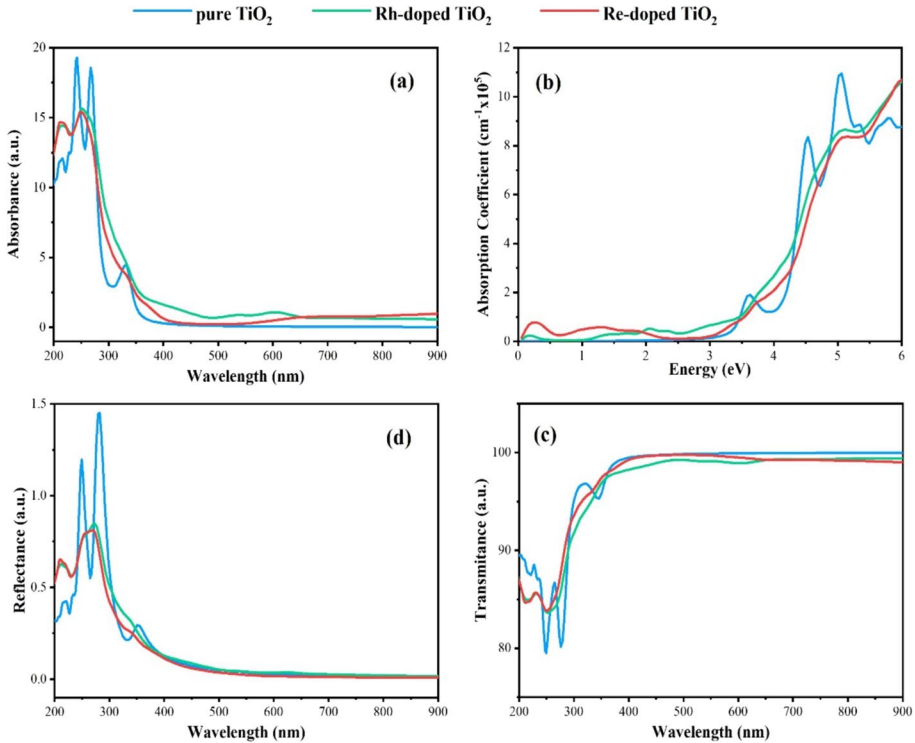 pure TiO₂ Rh-doped TiO₂ Re-doped TiO₂
(a)
Absorbance (a.u.)
20
15
10
5
0
200 300 400 500 600 700 800 900
Wavelength (nm)
(b)
Absorption Coefficient (cm⁻¹x10⁵)
12
10
8
6
4
2
0
0 1 2 3 4 5 6
Energy (eV)
(d)
Reflectance (a.u.)
1.5
1.0
0.5
0.0
200 300 400 500 600 700 800 900
Wavelength (nm)
(c)
Transmitance (a.u.)
100
90
80
200 300 400 500 600 700 800 900
Wavelength (nm)